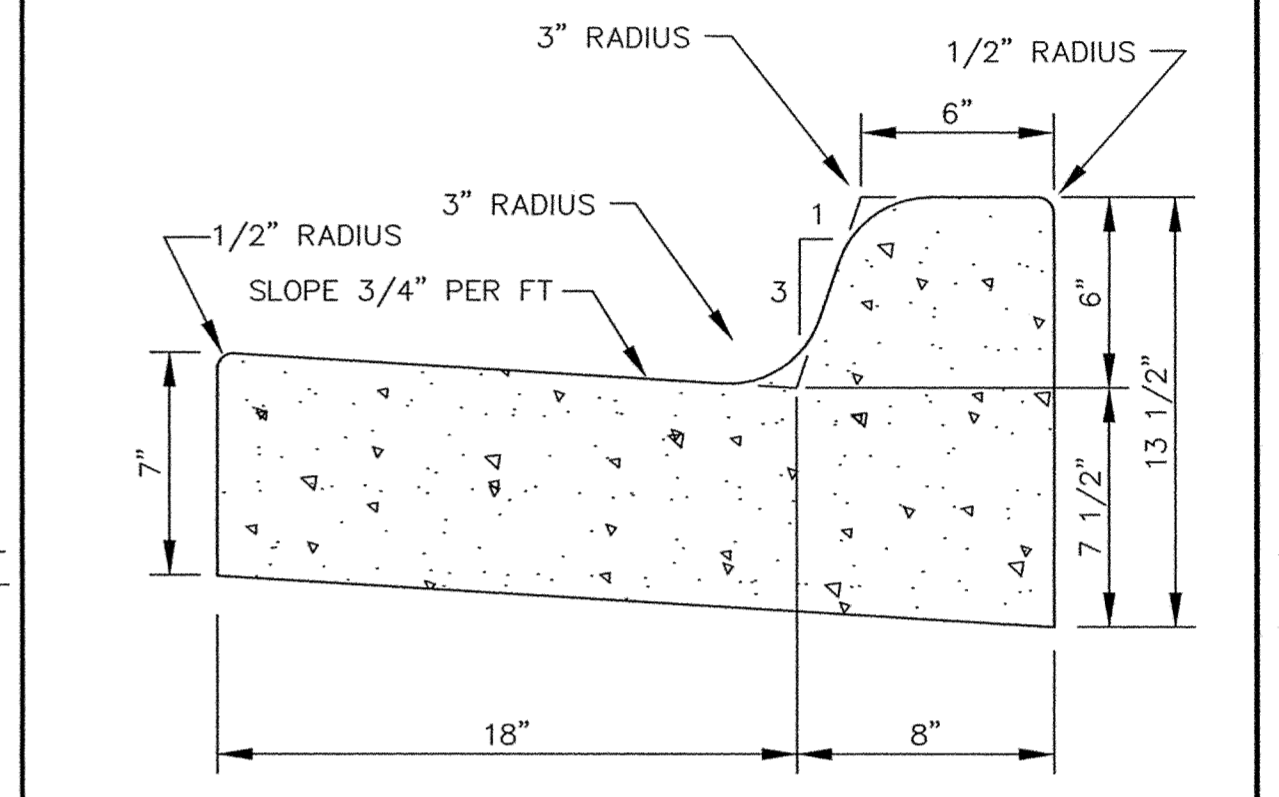 3” RADIUS
1/2” RADIUS
6”
3” RADIUS
1
1/2” RADIUS
SLOPE 3/4” PER FT
3
6”
13 1/2”
7”
7 1/2”
18”
8”